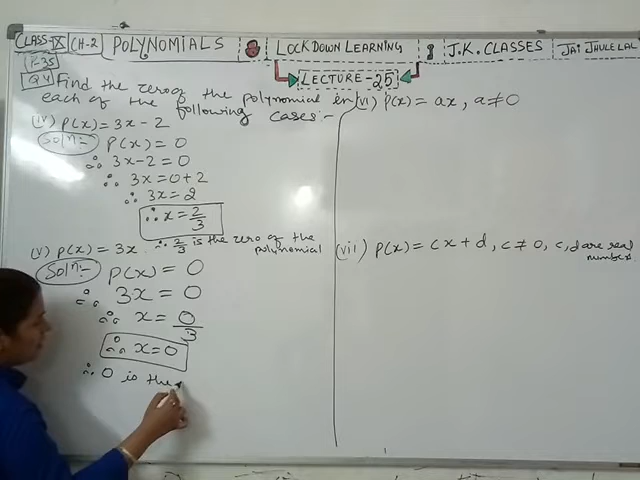 CLASS-IX CH-2 POLYNOMIALS LOCKDOWN LEARNING J.K. CLASSES JAI JHULELAL
LECTURE-25
P-35
Q4 Find the zero of the polynomial in
each of the following cases:-
(iv) P(x) = 3x - 2
Soln:- P(x) = 0
∴ 3x - 2 = 0
∴ 3x = 0 + 2
∴ 3x = 2
∴ x = 2/3
∴ 2/3 is the zero of the polynomial
(v) P(x) = 3x
Soln:- P(x) = 0
∴ 3x = 0
∴ x = 0/3
∴ x = 0
∴ 0 is the
(vi) P(x) = ax, a ≠ 0
(vii) P(x) = cx + d, c ≠ 0, c, d are real
numbers.